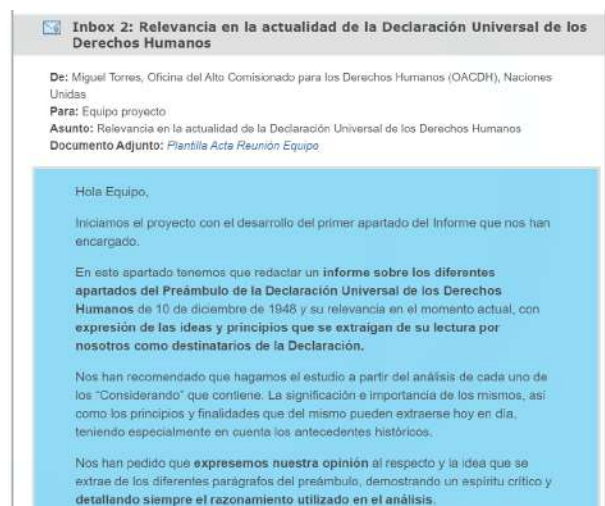 Inbox 2: Relevancia en la actualidad de la Declaración Universal de los
Derechos Humanos
De: Miguel Torres, Oficina del Alto Comisionado para los Derechos Humanos (OACDH), Naciones
Unidas
Para: Equipo proyecto
Asunto: Relevancia en la actualidad de la Declaración Universal de los Derechos Humanos
Documento Adjunto: Plantilla Acta Reunión Equipo
Hola Equipo,
Iniciamos el proyecto con el desarrollo del primer apartado del Informe que nos han
encargado.
En este apartado tenemos que redactar un informe sobre los diferentes
apartados del Preámbulo de la Declaración Universal de los Derechos
Humanos de 10 de diciembre de 1948 y su relevancia en el momento actual, con
expresión de las ideas y principios que se extraigan de su lectura por
nosotros como destinatarios de la Declaración.
Nos han recomendado que hagamos el estudio a partir del análisis de cada uno de
los "Considerando" que contiene. La significación e importancia de los mismos, así
como los principios y finalidades que del mismo pueden extraerse hoy en día,
teniendo especialmente en cuenta los antecedentes históricos.
Nos han pedido que expresemos nuestra opinión al respecto y la idea que se
extrae de los diferentes parágrafos del preámbulo, demostrando un espíritu crítico y
detallando siempre el razonamiento utilizado en el análisis.